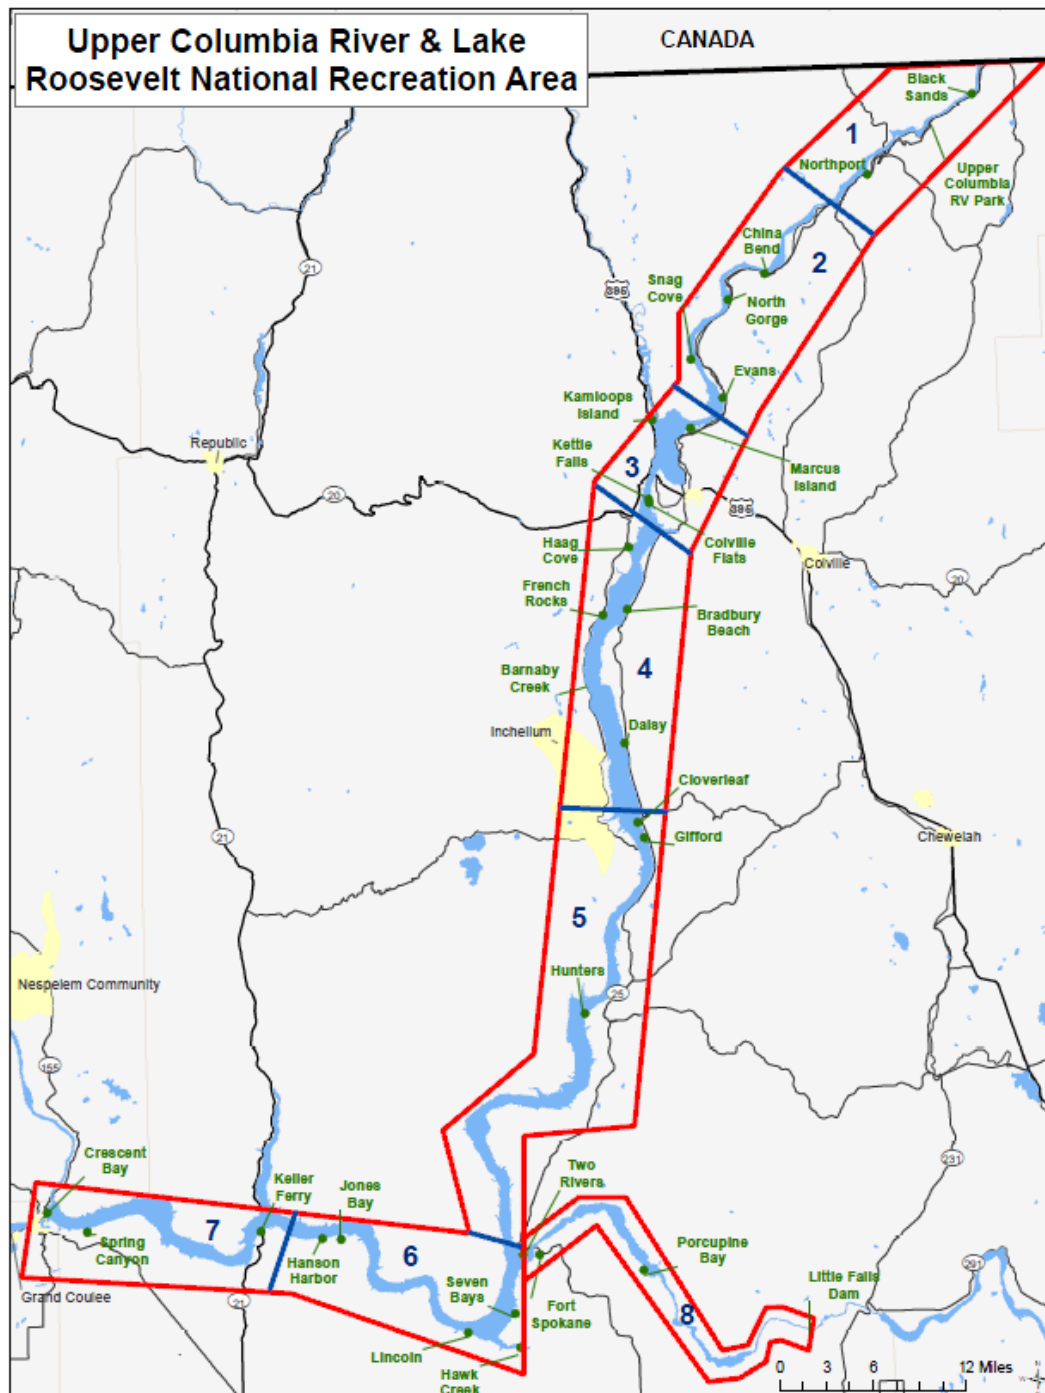 Upper Columbia River & Lake
Roosevelt National Recreation Area
CANADA
Black
Sands
1
Northport
Upper
Columbia
RV Park
China
Bend
2
Snag
Cove
21
395
North
Gorge
Evans
Kamloops
Island
Republic
Kettle
Falls
3
Marcus
Island
20
395
Haag
Cove
Colville
Flats
Colville
20
French
Rocks
Bradbury
Beach
Barnaby
Creek
4
Inchelium
Daisy
Cloverleaf
21
Gifford
Chewelah
5
Hunters
Nespelem Community
25
155
Crescent
Bay
Keller
Ferry
Jones
Bay
Two
Rivers
231
7
6
Spring
Canyon
Hanson
Harbor
Porcupine
Bay
Seven
Bays
Fort
Spokane
Little Falls
Dam
291
Grand Coulee
21
8
Lincoln
Hawk
Creek
0 3 6 12 Miles
N
W